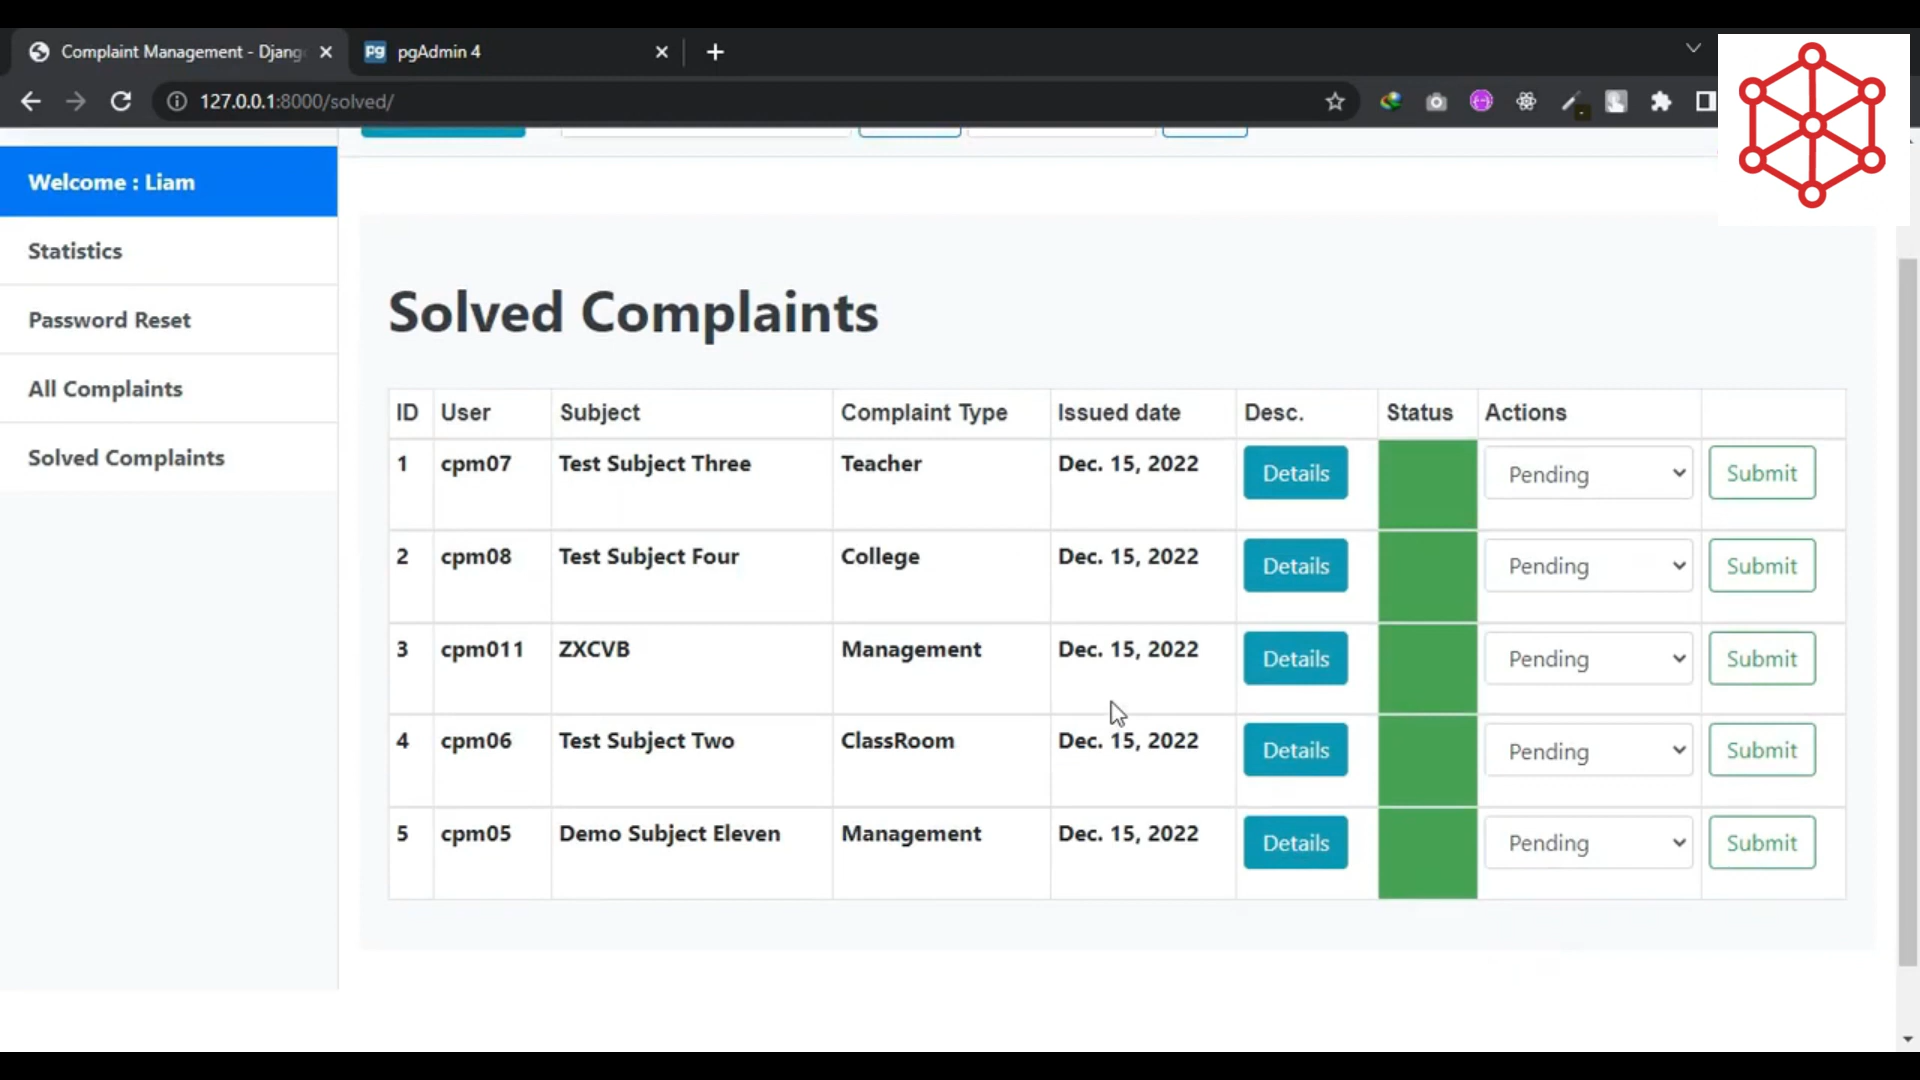 Complaint Management - Djang
pgAdmin 4
127.0.0.1:8000/solved/
Welcome : Liam
Statistics
Password Reset
All Complaints
Solved Complaints
Solved Complaints
ID User Subject Complaint Type Issued date Desc. Status Actions
1 cpm07 Test Subject Three Teacher Dec. 15, 2022 Details Pending Submit
2 cpm08 Test Subject Four College Dec. 15, 2022 Details Pending Submit
3 cpm011 ZXCVB Management Dec. 15, 2022 Details Pending Submit
4 cpm06 Test Subject Two ClassRoom Dec. 15, 2022 Details Pending Submit
5 cpm05 Demo Subject Eleven Management Dec. 15, 2022 Details Pending Submit